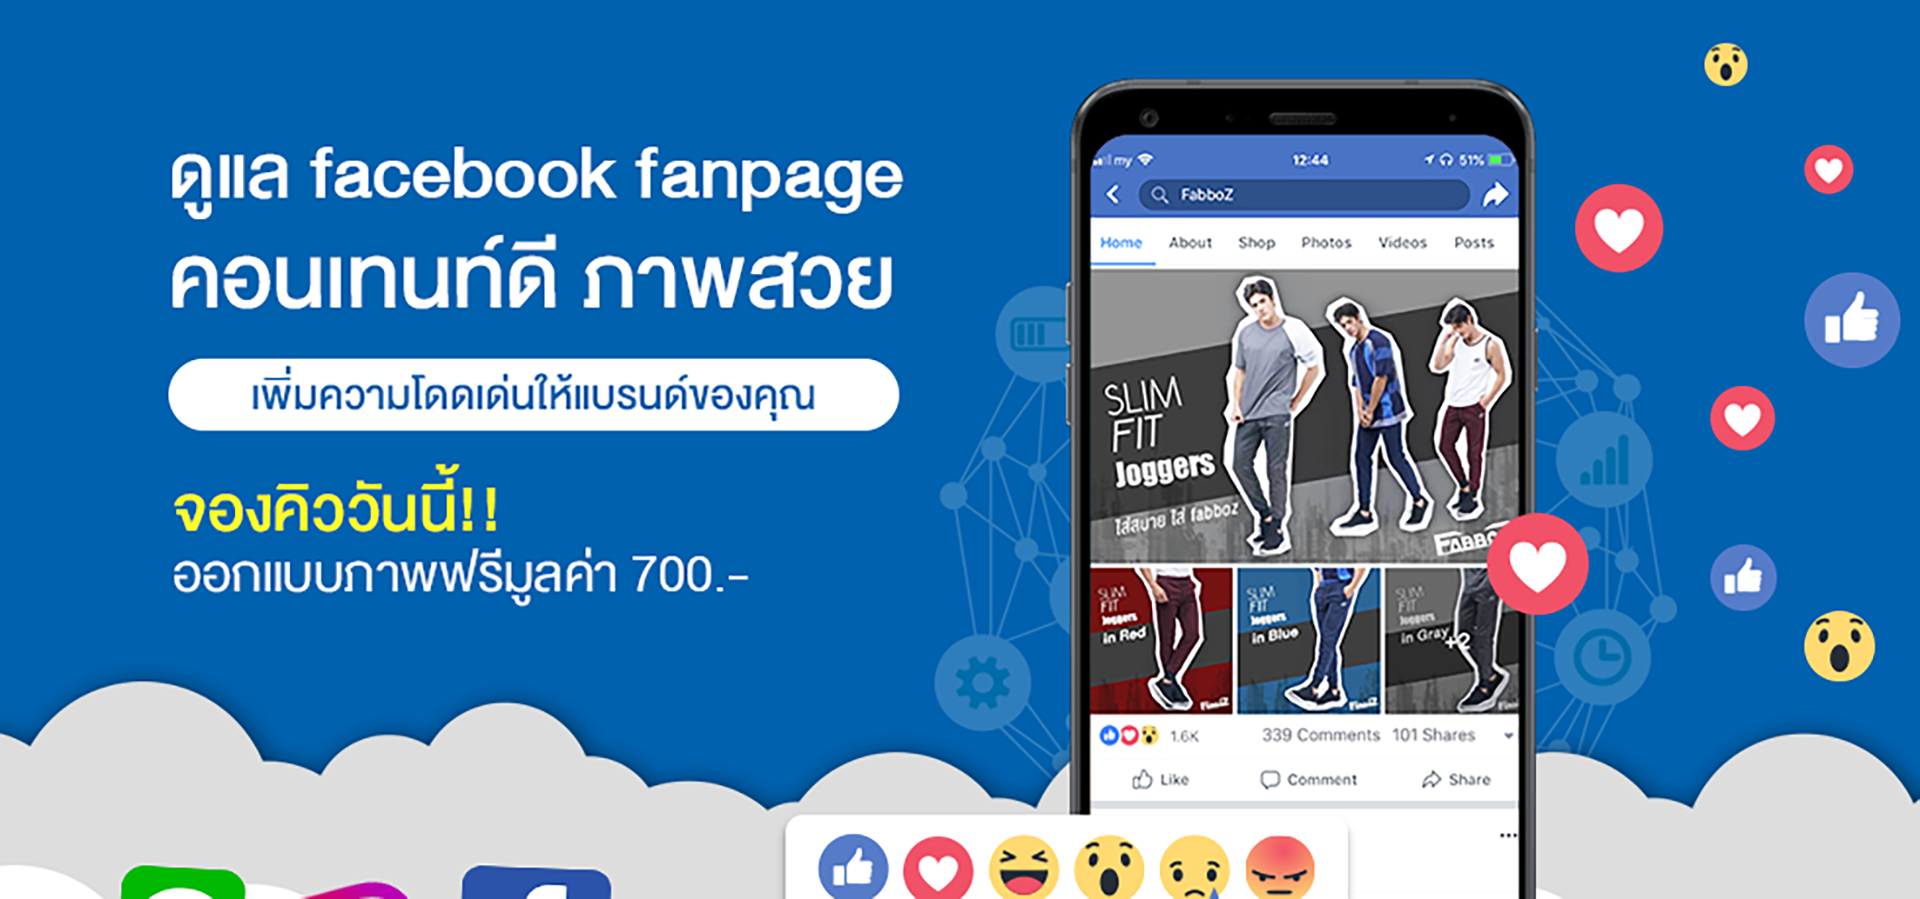 ดูแล facebook fanpage
คอนเทนท์ดี ภาพสวย
เพิ่มความโดดเด่นให้แบรนด์ของคุณ
จองคิววันนี้!!
ออกแบบภาพฟรีมูลค่า 700.-
my 12:44 51%
FabboZ
Home About Shop Photos Videos Posts
SLIM
FIT
Joggers
ใส่สบาย ใส่ fabboz
SLIM
FIT
Joggers
in Red
SLIM
FIT
Joggers
in Blue
SLIM
FIT
Joggers
in Gray
+2
1.6K 339 Comments 101 Shares
Like Comment Share